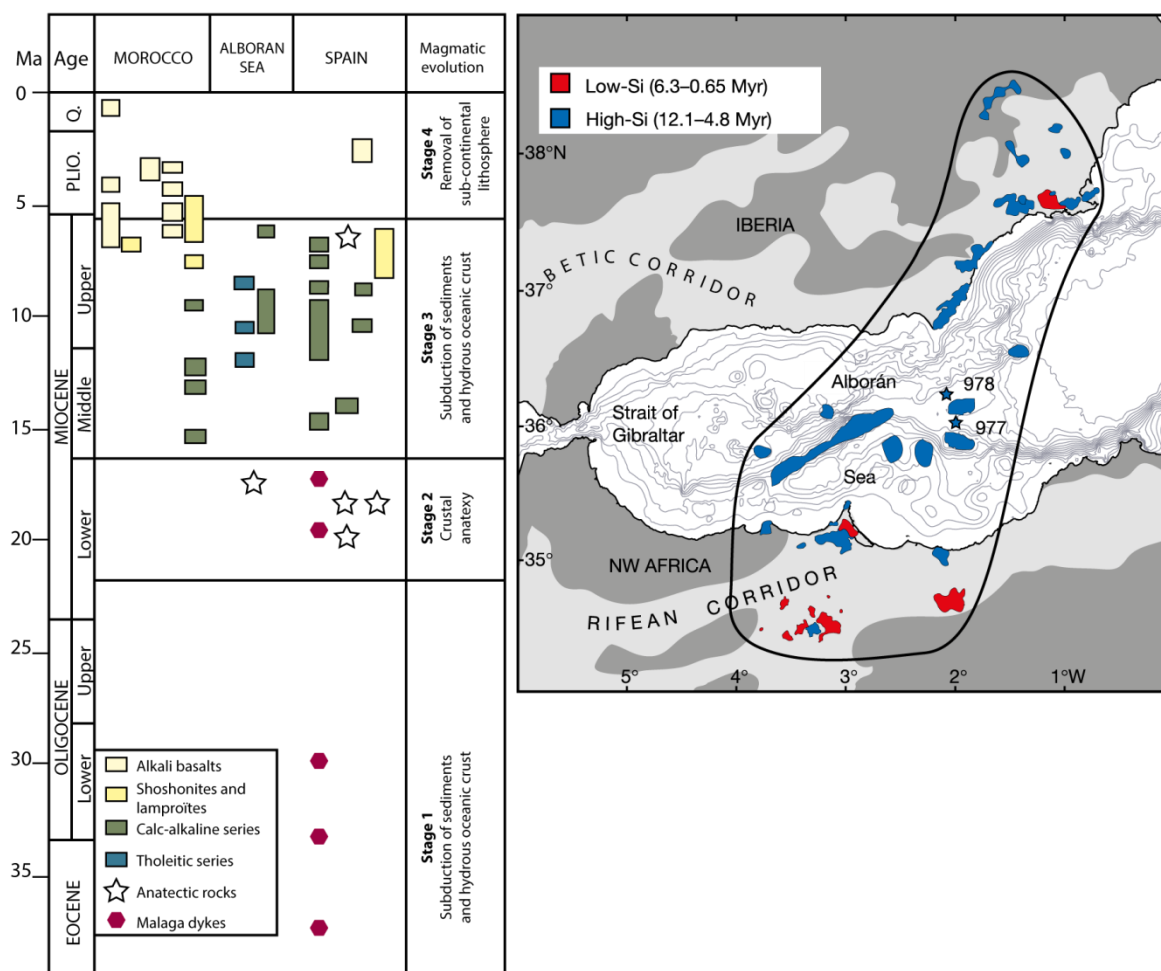 Ma
Age
MOROCCO
ALBORAN
SEA
SPAIN
Magmatic
evolution
0
5
10
15
20
25
30
35
Q.
PLIO.
MIOCENE
Upper
Middle
Lower
OLIGOCENE
Upper
Lower
EOCENE
Stage 4
Removal of
sub-continental
lithosphere
Stage 3
Subduction of sediments
and hydrous oceanic crust
Stage 2
Crustal
anatexy
Stage 1
Subduction of sediments
and hydrous oceanic crust
Alkali basalts
Shoshonites and
lamproïtes
Calc-alkaline series
Tholeitic series
Anatectic rocks
Malaga dykes
Low-Si (6.3–0.65 Myr)
High-Si (12.1–4.8 Myr)
38°N
37°
36°
35°
IBERIA
BETIC CORRIDOR
Alborán
978
977
Strait of
Gibraltar
Sea
NW AFRICA
RIFEAN CORRIDOR
5°
4°
3°
2°
1°W